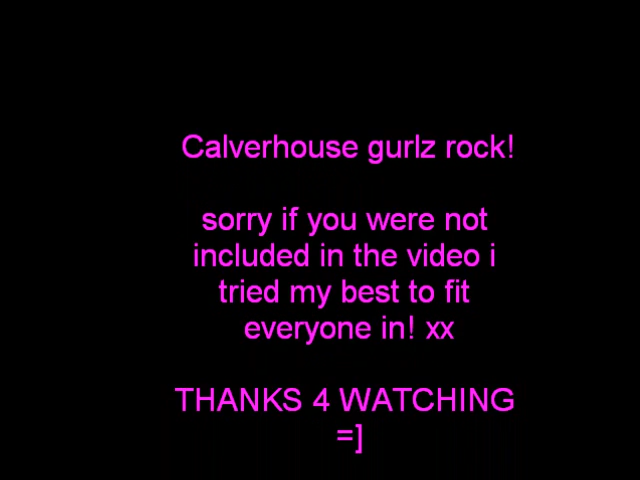 Calverhouse gurlz rock!
sorry if you were not
included in the video i
tried my best to fit
everyone in! xx
THANKS 4 WATCHING
=]